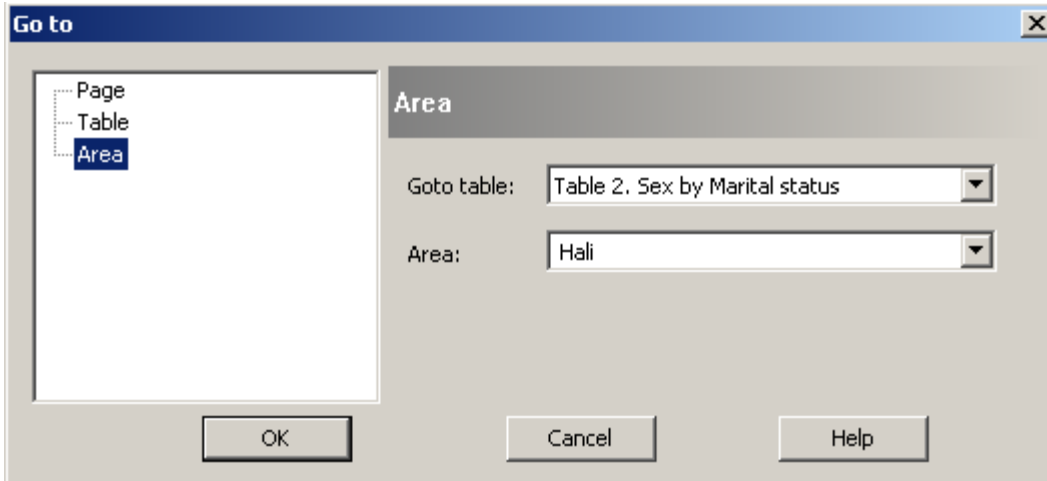 Go to
Page
Table
Area
Area
Goto table: Table 2. Sex by Marital status
Area: Hali
OK Cancel Help